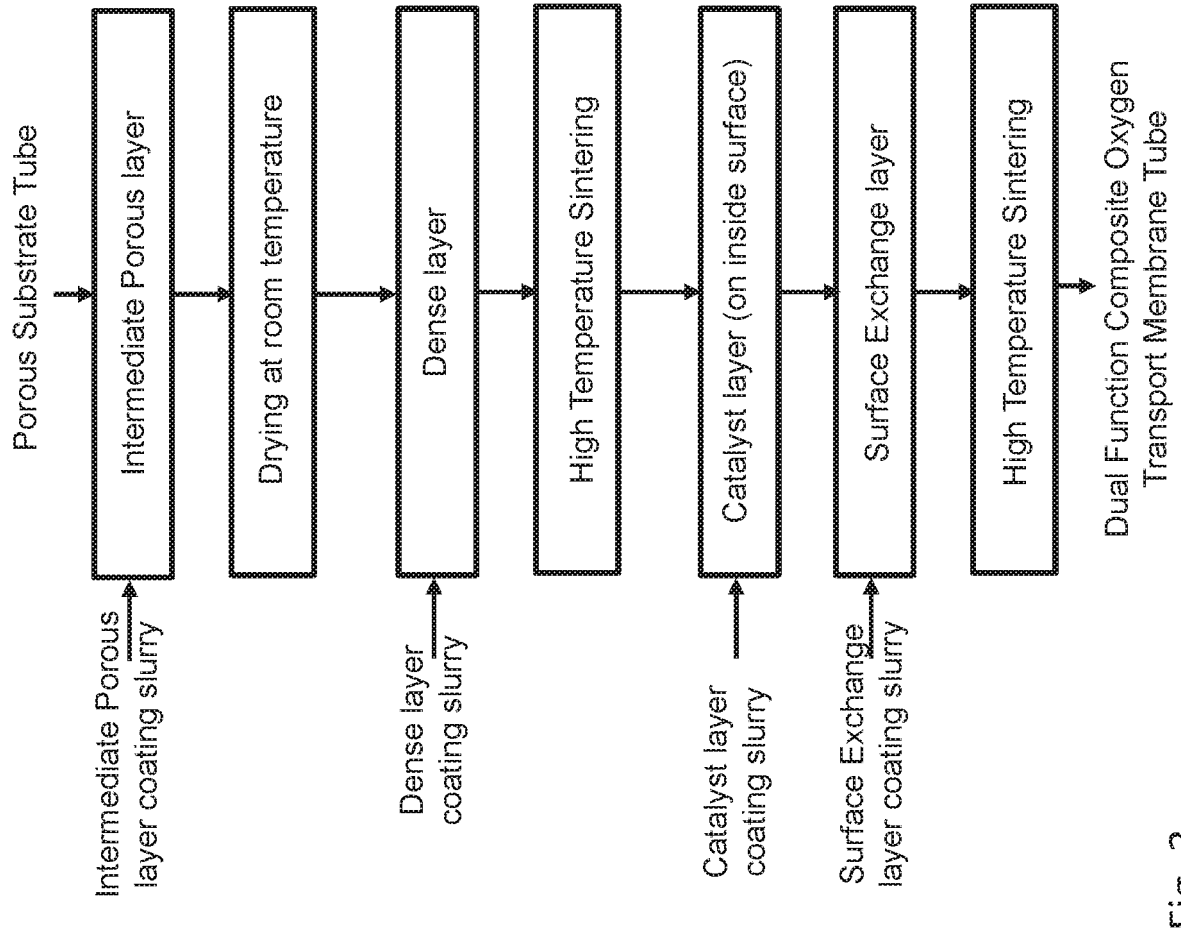 Porous Substrate Tube
Intermediate Porous
layer coating slurry
Intermediate Porous layer
Drying at room temperature
Dense layer
coating slurry
Dense layer
High Temperature Sintering
Catalyst layer
coating slurry
Catalyst layer (on inside surface)
Surface Exchange
layer coating slurry
Surface Exchange layer
High Temperature Sintering
Dual Function Composite Oxygen
Transport Membrane Tube